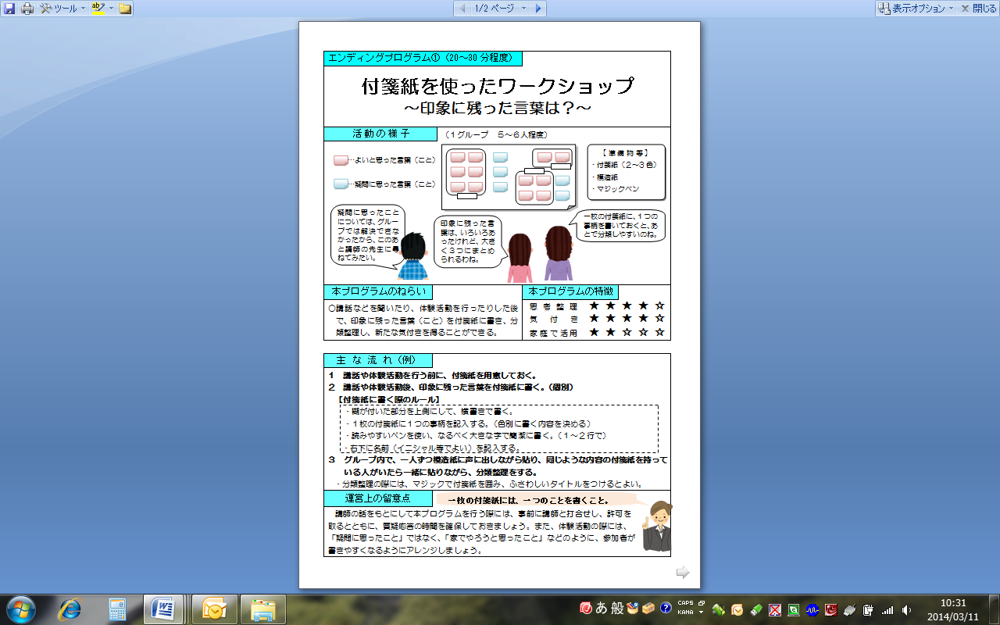 ツール
1/2 ページ
表示オプション
閉じる
エンディングプログラム①（20～30 分程度）
付箋紙を使ったワークショップ
～印象に残った言葉は？～
活動の様子
（１グループ　５～６人程度）
…よいと思った言葉（こと）
…疑問に思った言葉（こと）
【準備物等】
・付箋紙（２～３色）
・模造紙
・マジックペン
疑問に思ったこと
については、グルー
プでは解決できな
かったから、このあ
と講師の先生に尋
ねてみたい。
印象に残った言
葉は、いろいろあ
ったけれど、大き
く３つにまとめ
られるわね。
一枚の付箋紙に、１つの
事柄を書いておくと、あ
とで分類しやすいのね。
本プログラムのねらい
○講話などを聞いたり、体験活動を行ったりした後
で、印象に残った言葉（こと）を付箋紙に書き、分
類整理し、新たな気付きを得ることができる。
本プログラムの特徴
思考整理　★★★★☆
気付き　★★★★☆
家庭で活用　★★☆☆☆
主な流れ（例）
１　講話や体験活動を行う前に、付箋紙を用意しておく。
２　講話や体験活動後、印象に残った言葉を付箋紙に書く。（個別）
【付箋紙に書く際のルール】
・糊が付いた部分を上側にして、横書きで書く。
・１枚の付箋紙に１つの事柄を記入する。（色別に書く内容を決める）
・読みやすいペンを使い、なるべく大きな字で簡潔に書く。（１～２行で）
・右下に名前（イニシャル等でよい）を記入する。
３　グループ内で、一人ずつ模造紙に声に出しながら貼り、同じような内容の付箋紙を持って
いる人がいたら一緒に貼りながら、分類整理をする。
・分類整理の際には、マジックで付箋紙を囲み、ふさわしいタイトルをつけるとよい。
運営上の留意点
一枚の付箋紙には、一つのことを書くこと。
講師の話をもとにして本プログラムを行う際には、事前に講師と打合せし、許可を
取るとともに、質疑応答の時間を確保しておきましょう。また、体験活動の際には、
「疑問に思ったこと」ではなく、「家でやろうと思ったこと」などのように、参加者が
書きやすくなるようにアレンジしましょう。
あ 般
CAPS
KANA
10:31
2014/03/11